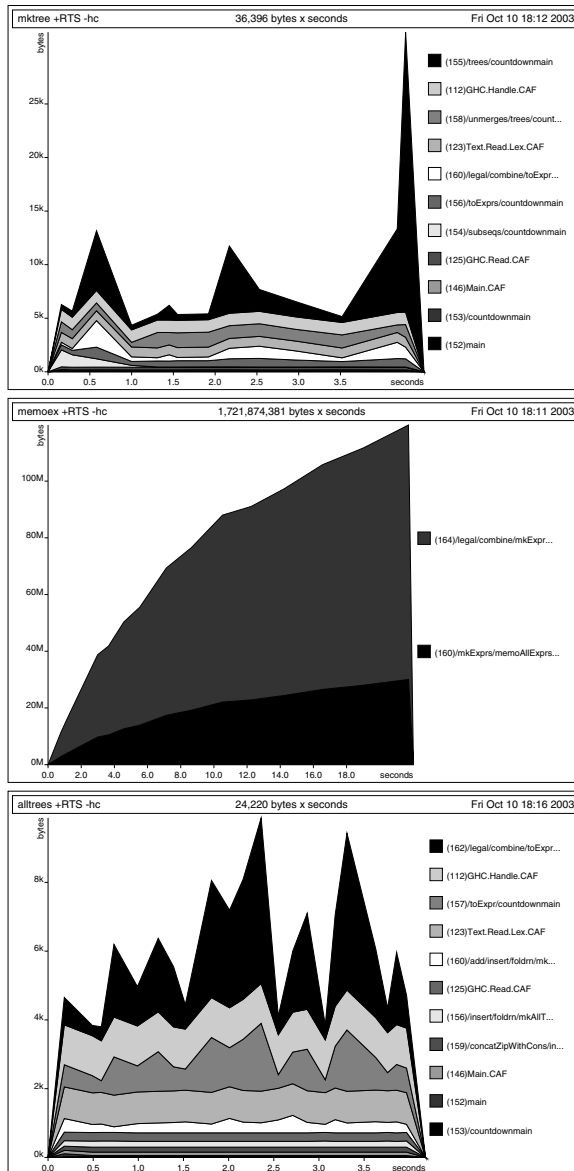 mktree +RTS -hc 36,396 bytes x seconds Fri Oct 10 18:12 2003
bytes
25k
20k
15k
10k
5k
0k
0.0 0.5 1.0 1.5 2.0 2.5 3.0 3.5 seconds
(155)/trees/countdownmain
(112)GHC.Handle.CAF
(158)/unmerges/trees/count...
(123)Text.Read.Lex.CAF
(160)/legal/combine/toExpr...
(156)/toExprs/countdownmain
(154)/subseqs/countdownmain
(125)GHC.Read.CAF
(146)Main.CAF
(153)/countdownmain
(152)main
memoex +RTS -hc 1,721,874,381 bytes x seconds Fri Oct 10 18:11 2003
bytes
100M
80M
60M
40M
20M
0M
0.0 2.0 4.0 6.0 8.0 10.0 12.0 14.0 16.0 18.0 seconds
(164)/legal/combine/mkExpr...
(160)/mkExprs/memoAllExprs...
alltrees +RTS -hc 24,220 bytes x seconds Fri Oct 10 18:16 2003
bytes
8k
6k
4k
2k
0k
0.0 0.5 1.0 1.5 2.0 2.5 3.0 3.5 seconds
(162)/legal/combine/toExpr...
(112)GHC.Handle.CAF
(157)/toExpr/countdownmain
(123)Text.Read.Lex.CAF
(160)/add/insert/foldrn/mk...
(125)GHC.Read.CAF
(156)/insert/foldrn/mkAllT...
(159)/concatZipWithCons/in...
(146)Main.CAF
(152)main
(153)/countdownmain